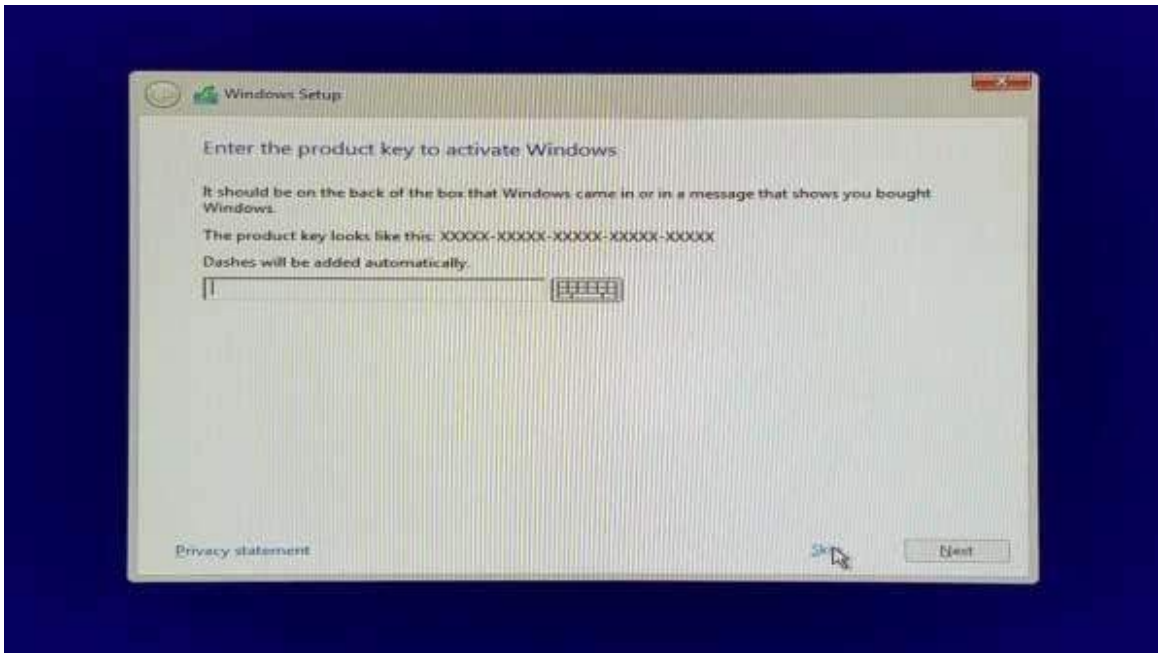 Windows Setup
Enter the product key to activate Windows
It should be on the back of the box that Windows came in or in a message that shows you bought
Windows.
The product key looks like this: XXXXX-XXXXX-XXXXX-XXXXX-XXXXX
Dashes will be added automatically.
Privacy statement
Next